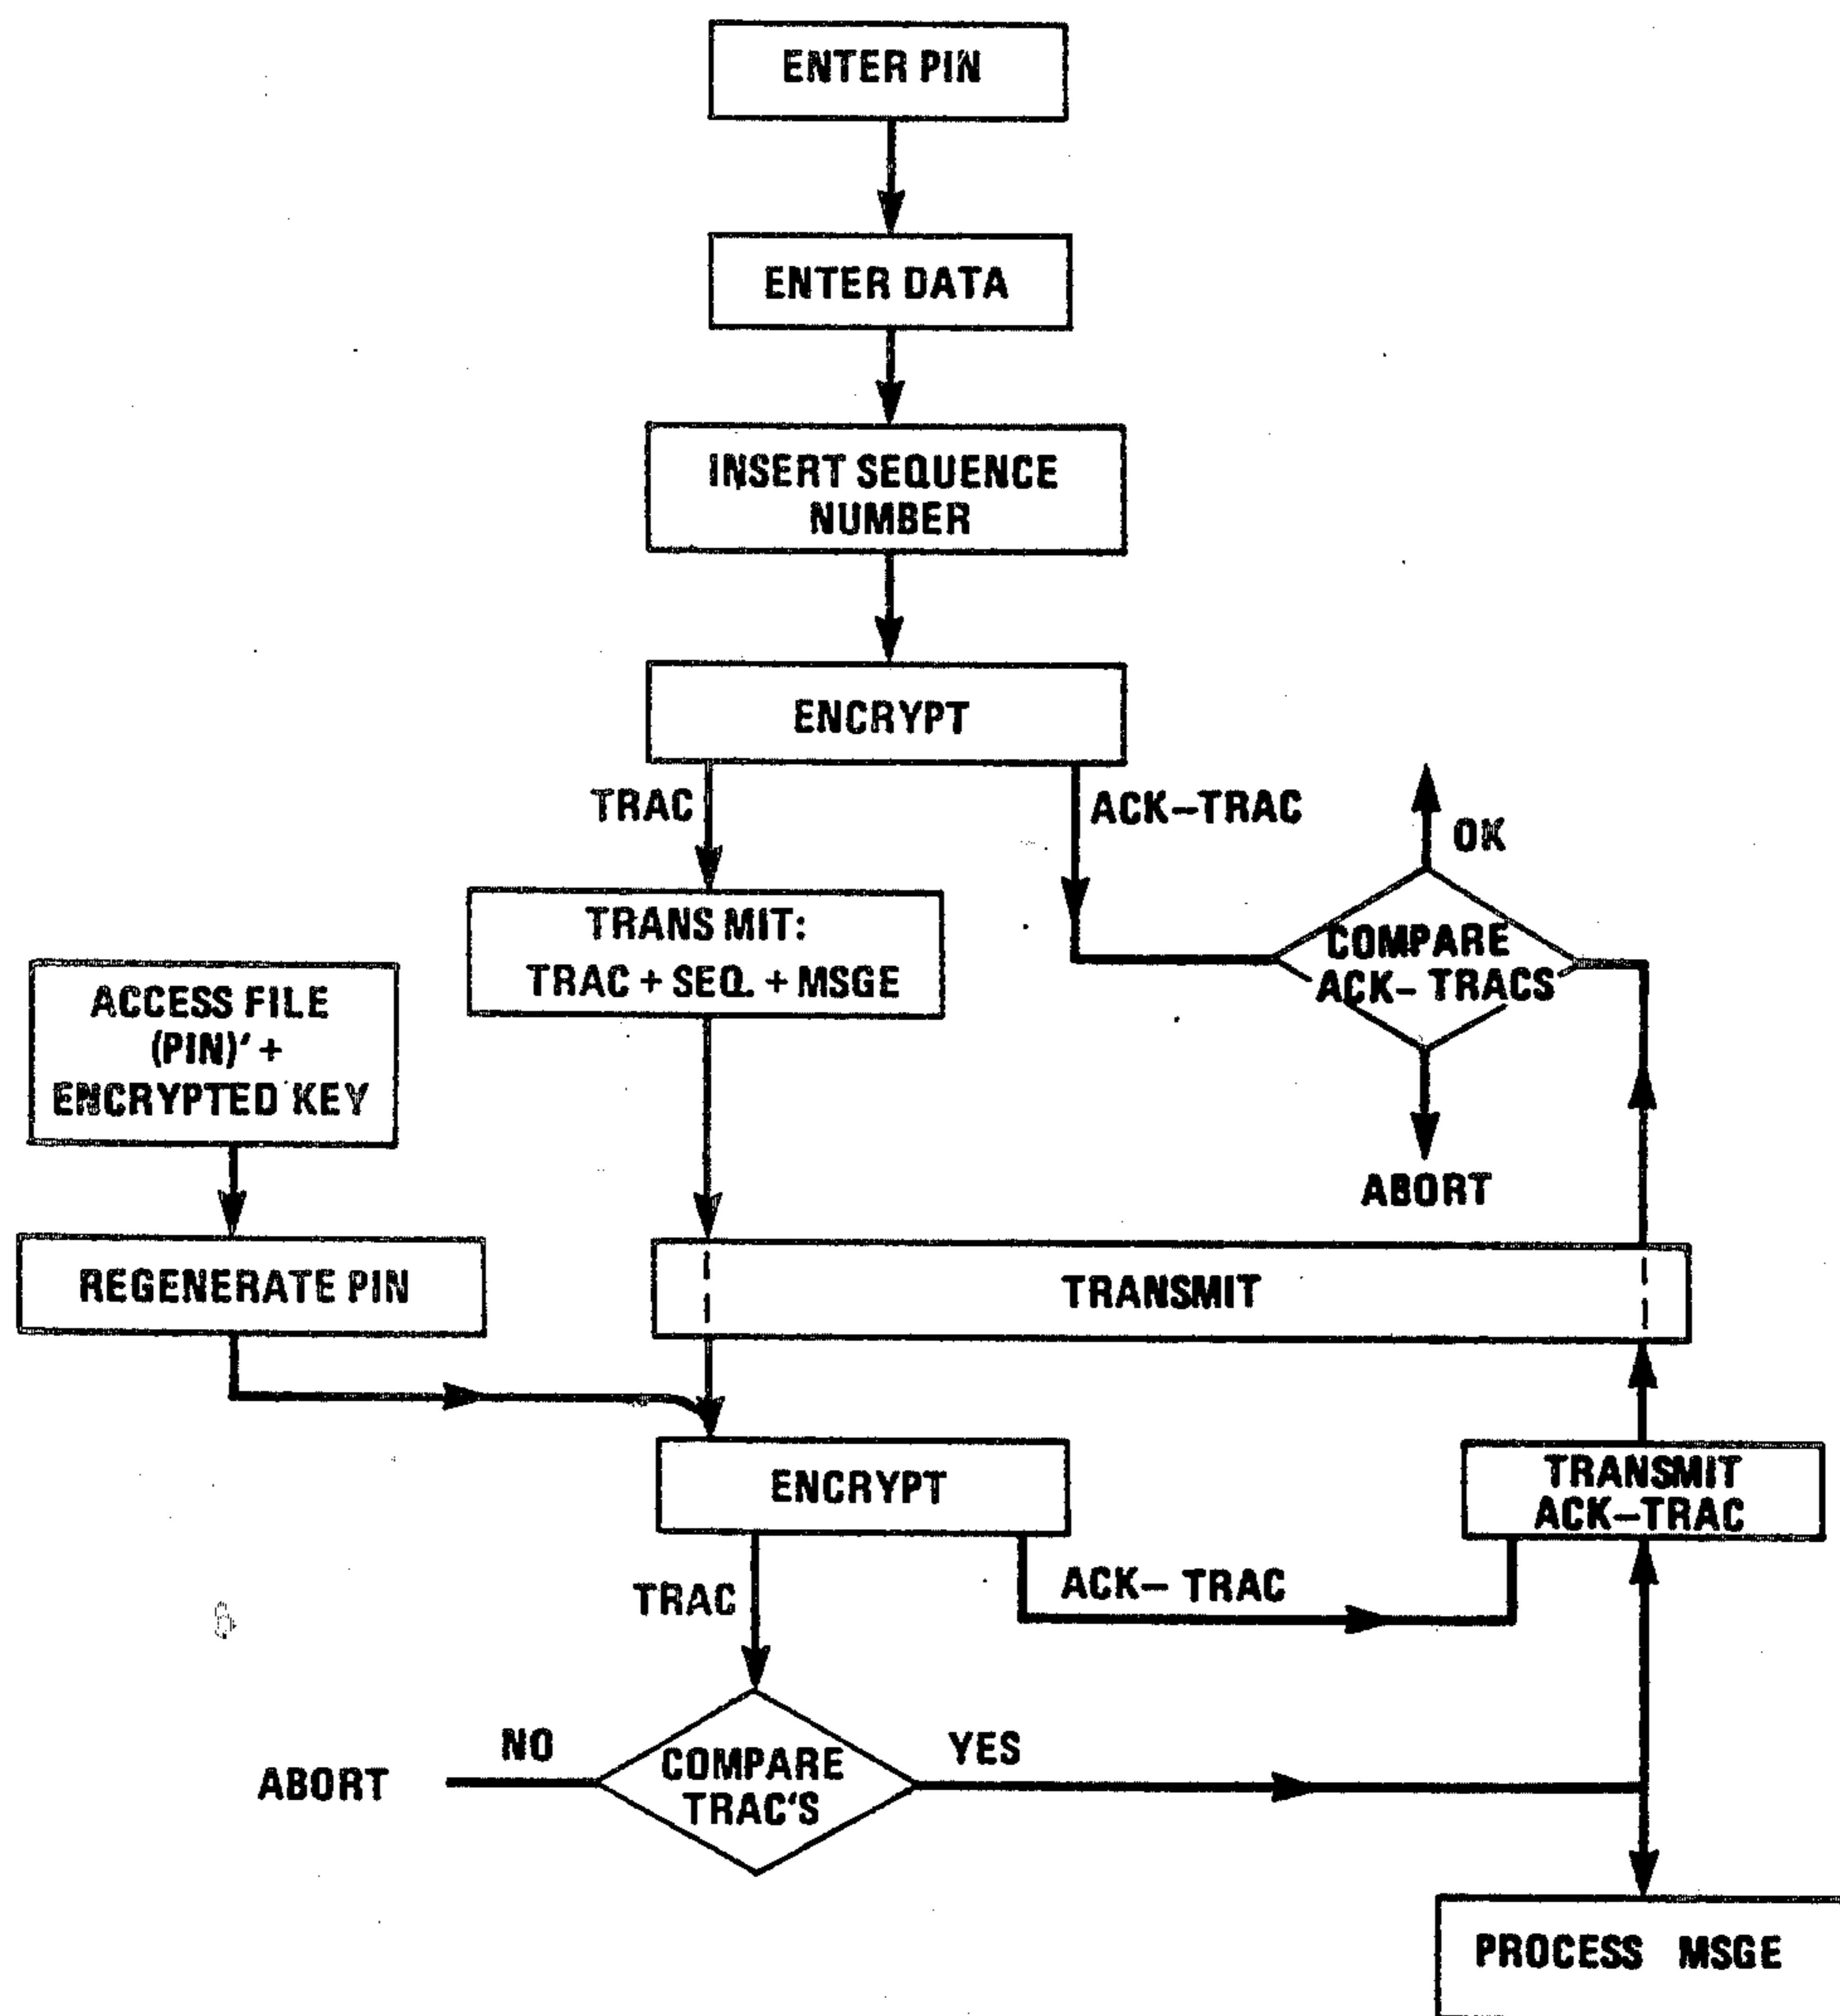 ENTER PIN
ENTER DATA
INSERT SEQUENCE
NUMBER
ENCRYPT
TRAC
ACK-TRAC
OK
TRANSMIT:
TRAC + SEQ. + MSGE
COMPARE
ACK- TRACS
ABORT
ACCESS FILE
(PIN)' +
ENCRYPTED KEY
REGENERATE PIN
TRANSMIT
ENCRYPT
TRANSMIT
ACK-TRAC
TRAC
ACK- TRAC
NO
YES
ABORT
COMPARE
TRAC'S
PROCESS MSGE